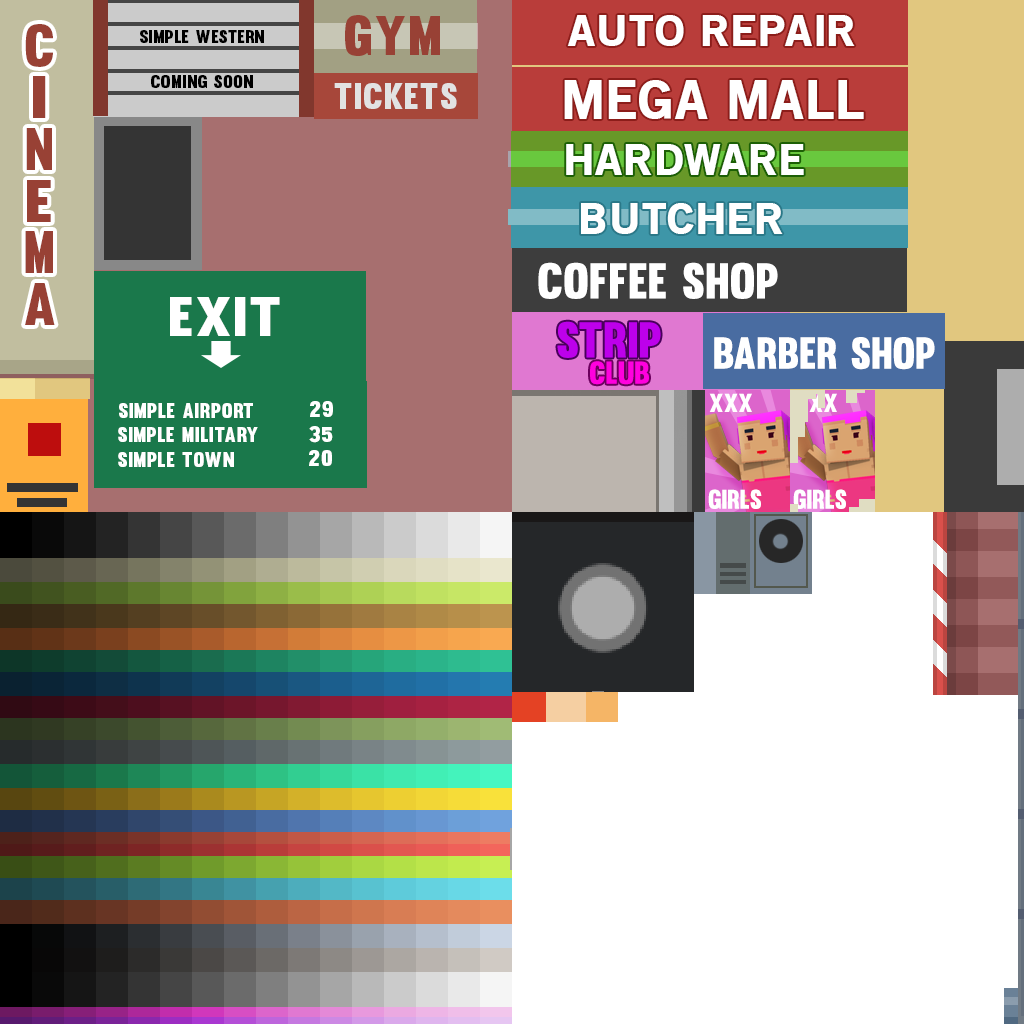 CINEMA
SIMPLE WESTERN
COMING SOON
GYM
TICKETS
EXIT
SIMPLE AIRPORT 29
SIMPLE MILITARY 35
SIMPLE TOWN 20
AUTO REPAIR
MEGA MALL
HARDWARE
BUTCHER
COFFEE SHOP
STRIP
CLUB
BARBER SHOP
XXX
GIRLS
XX
GIRLS